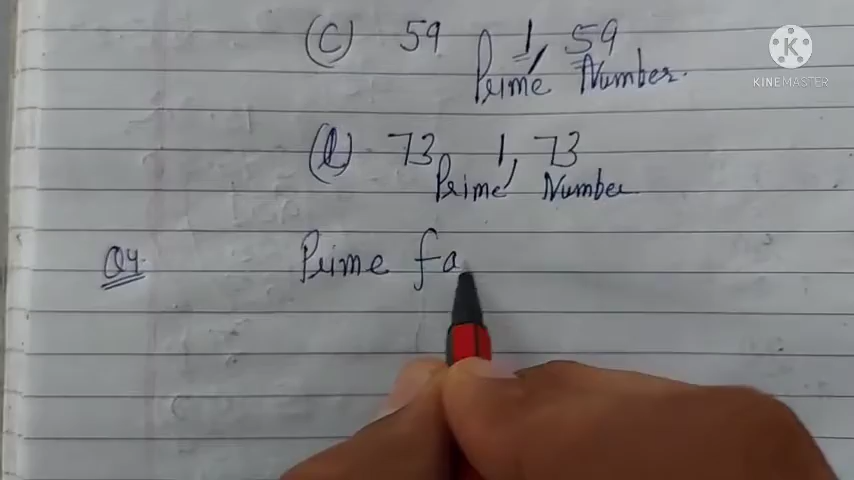 (c) 59 1, 59
Prime Number.
K
KINEMASTER
(d) 73 1, 73
Prime Number
Q4. Prime fa